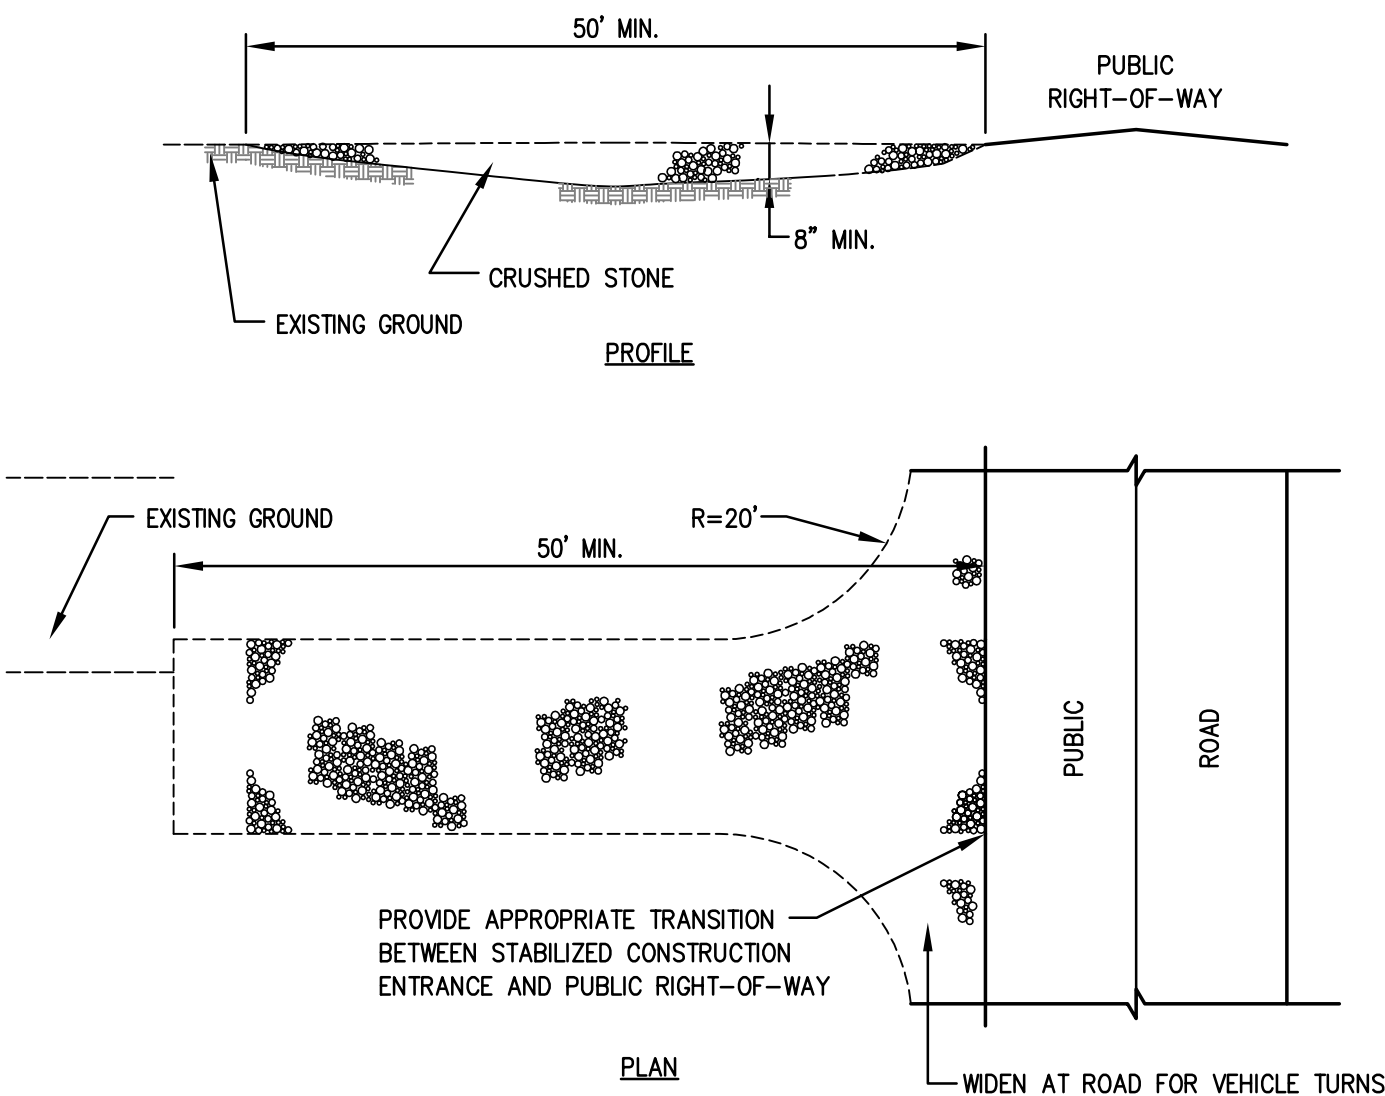 50' MIN.
PUBLIC
RIGHT-OF-WAY
8" MIN.
CRUSHED STONE
EXISTING GROUND
PROFILE
EXISTING GROUND
R=20'
50' MIN.
PUBLIC
ROAD
PROVIDE APPROPRIATE TRANSITION
BETWEEN STABILIZED CONSTRUCTION
ENTRANCE AND PUBLIC RIGHT-OF-WAY
PLAN
WIDEN AT ROAD FOR VEHICLE TURNS